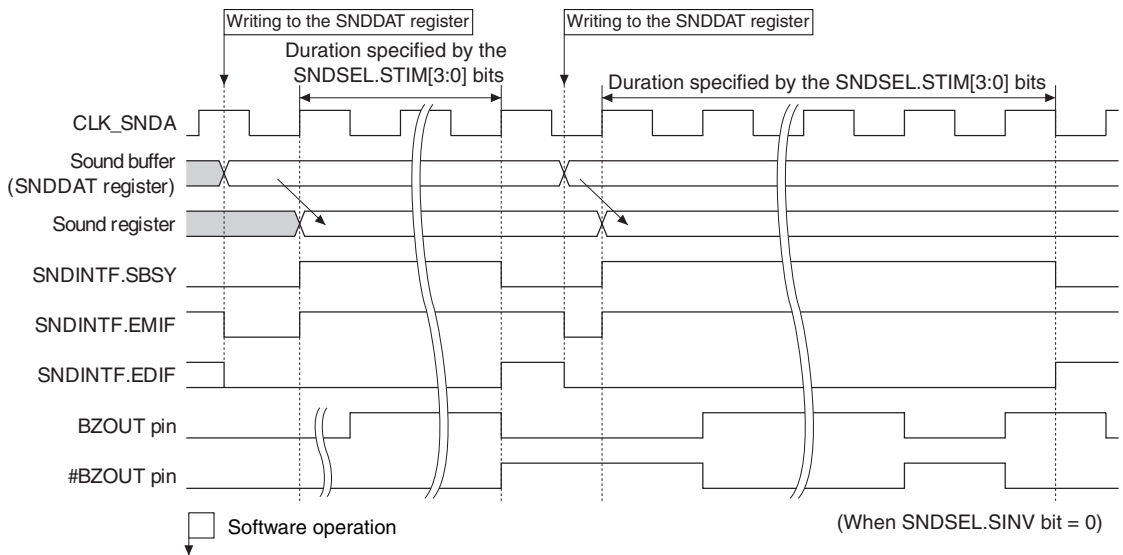 Writing to the SNDDAT register
Writing to the SNDDAT register
Duration specified by the
SNDSEL.STIM[3:0] bits
Duration specified by the SNDSEL.STIM[3:0] bits
CLK_SNDA
Sound buffer
(SNDDAT register)
Sound register
SNDINTF.SBSY
SNDINTF.EMIF
SNDINTF.EDIF
BZOUT pin
#BZOUT pin
Software operation
(When SNDSEL.SINV bit = 0)